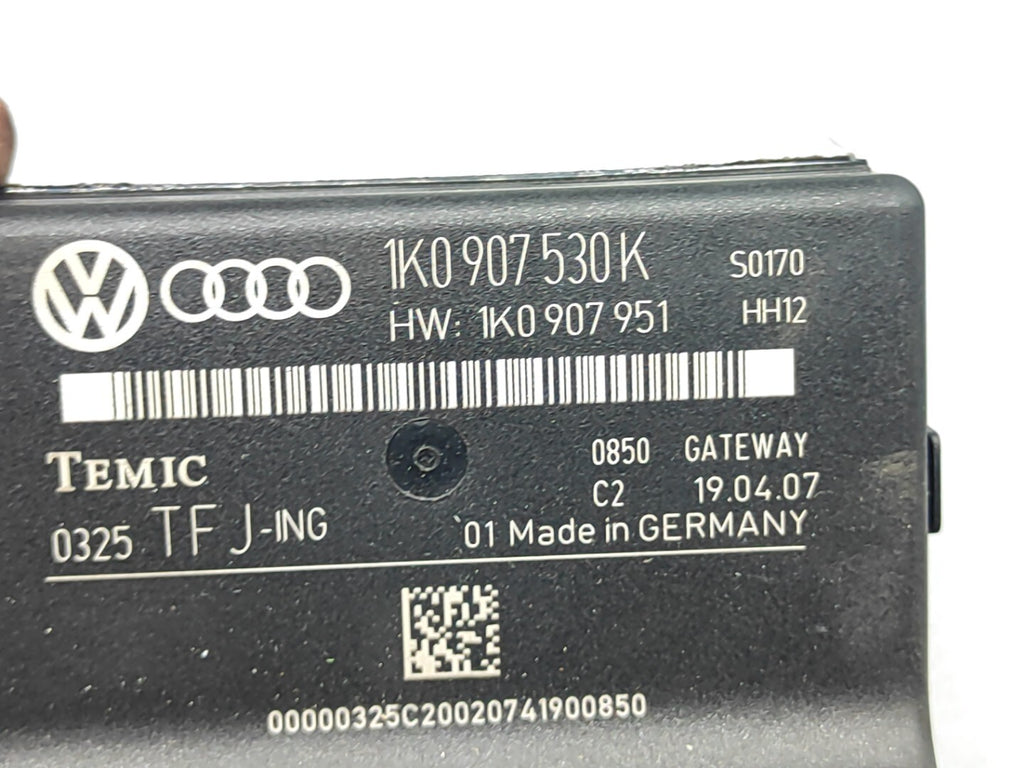 1K0 907 530 K S0170
HW: 1K0 907 951 HH12
TEMIC 0850 GATEWAY
C2 19.04.07
0325 TFJ-ING '01 Made in GERMANY
00000325C20020741900850